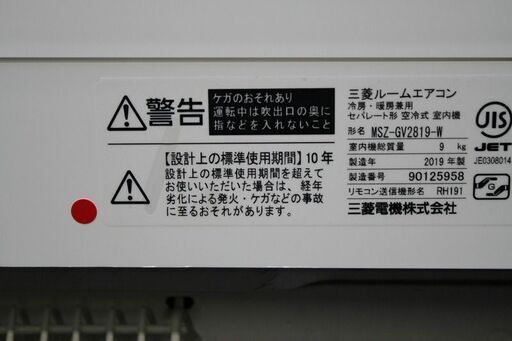 警告
ケガのおそれあり
運転中は吹出口の奥に
指などを入れないこと
【設計上の標準使用期間】10年
設計上の標準使用期間を超えて
お使いいただいた場合は、経年
劣化による発火・ケガなどの事故
に至るおそれがあります。
三菱ルームエアコン
冷房・暖房兼用
セパレート形 空冷式 室内機
形名 MSZ-GV2819-W
室内機総質量 9 kg
製造年 2019 年製
製造番号 90125958
リモコン送信機形名 RH191
三菱電機株式会社
JIS
JET
JE0308014